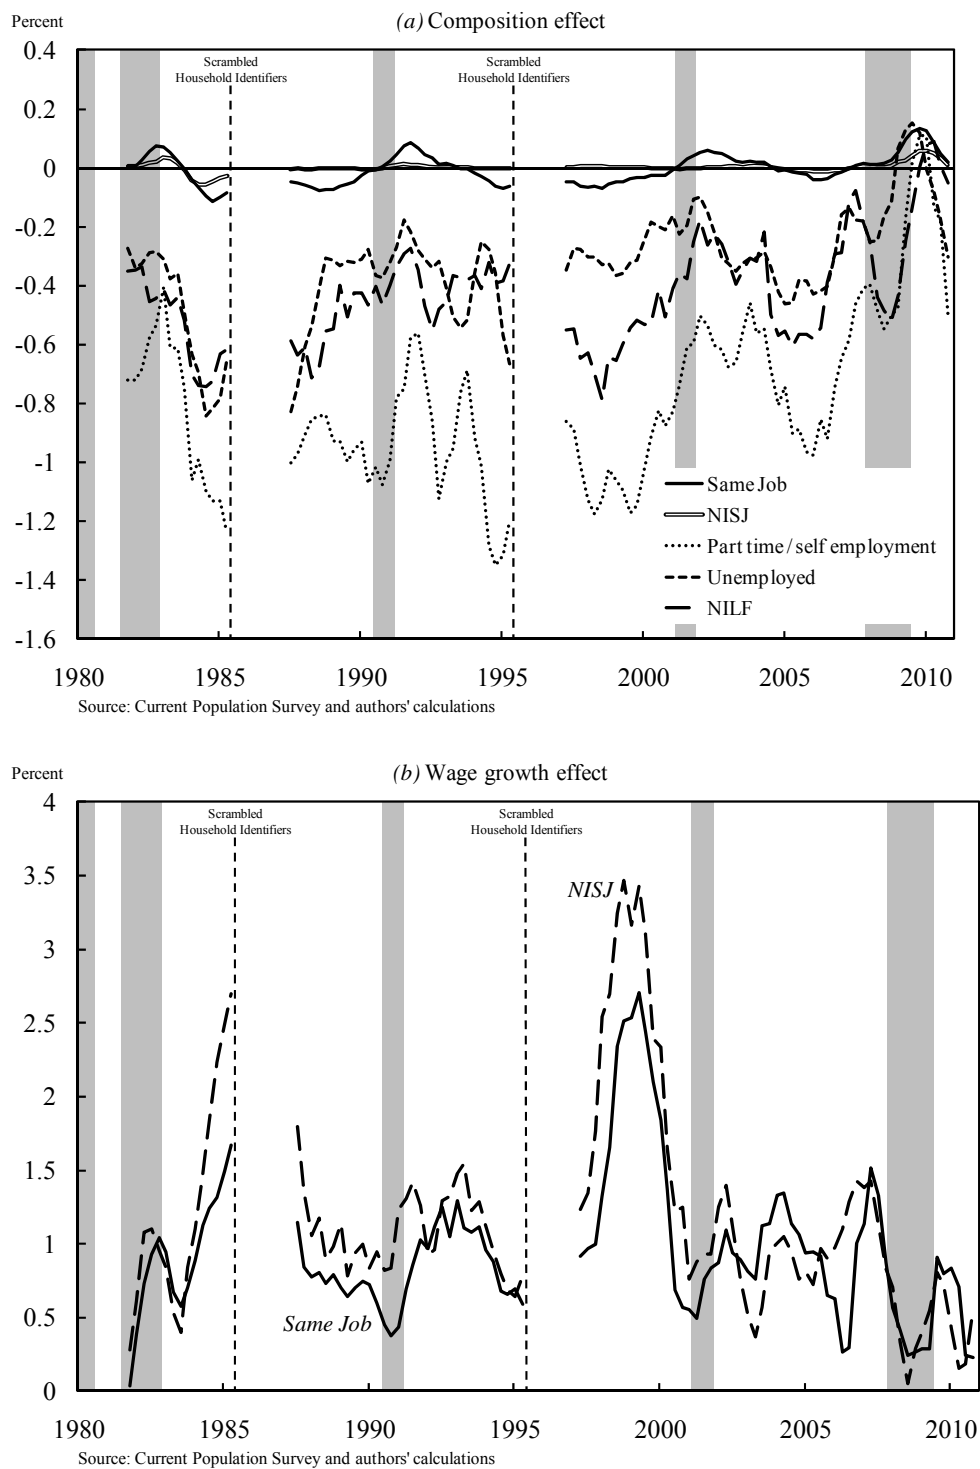 Percent
(a) Composition effect
0.4
Scrambled
Household Identifiers
Scrambled
Household Identifiers
0.2
0
-0.2
-0.4
-0.6
-0.8
-1
Same Job
NISJ
-1.2
Part time / self employment
Unemployed
-1.4
NILF
-1.6
1980 1985 1990 1995 2000 2005 2010
Source: Current Population Survey and authors' calculations
Percent
(b) Wage growth effect
4
Scrambled
Household Identifiers
Scrambled
Household Identifiers
3.5
NISJ
3
2.5
2
1.5
1
Same Job
0.5
0
1980 1985 1990 1995 2000 2005 2010
Source: Current Population Survey and authors' calculations